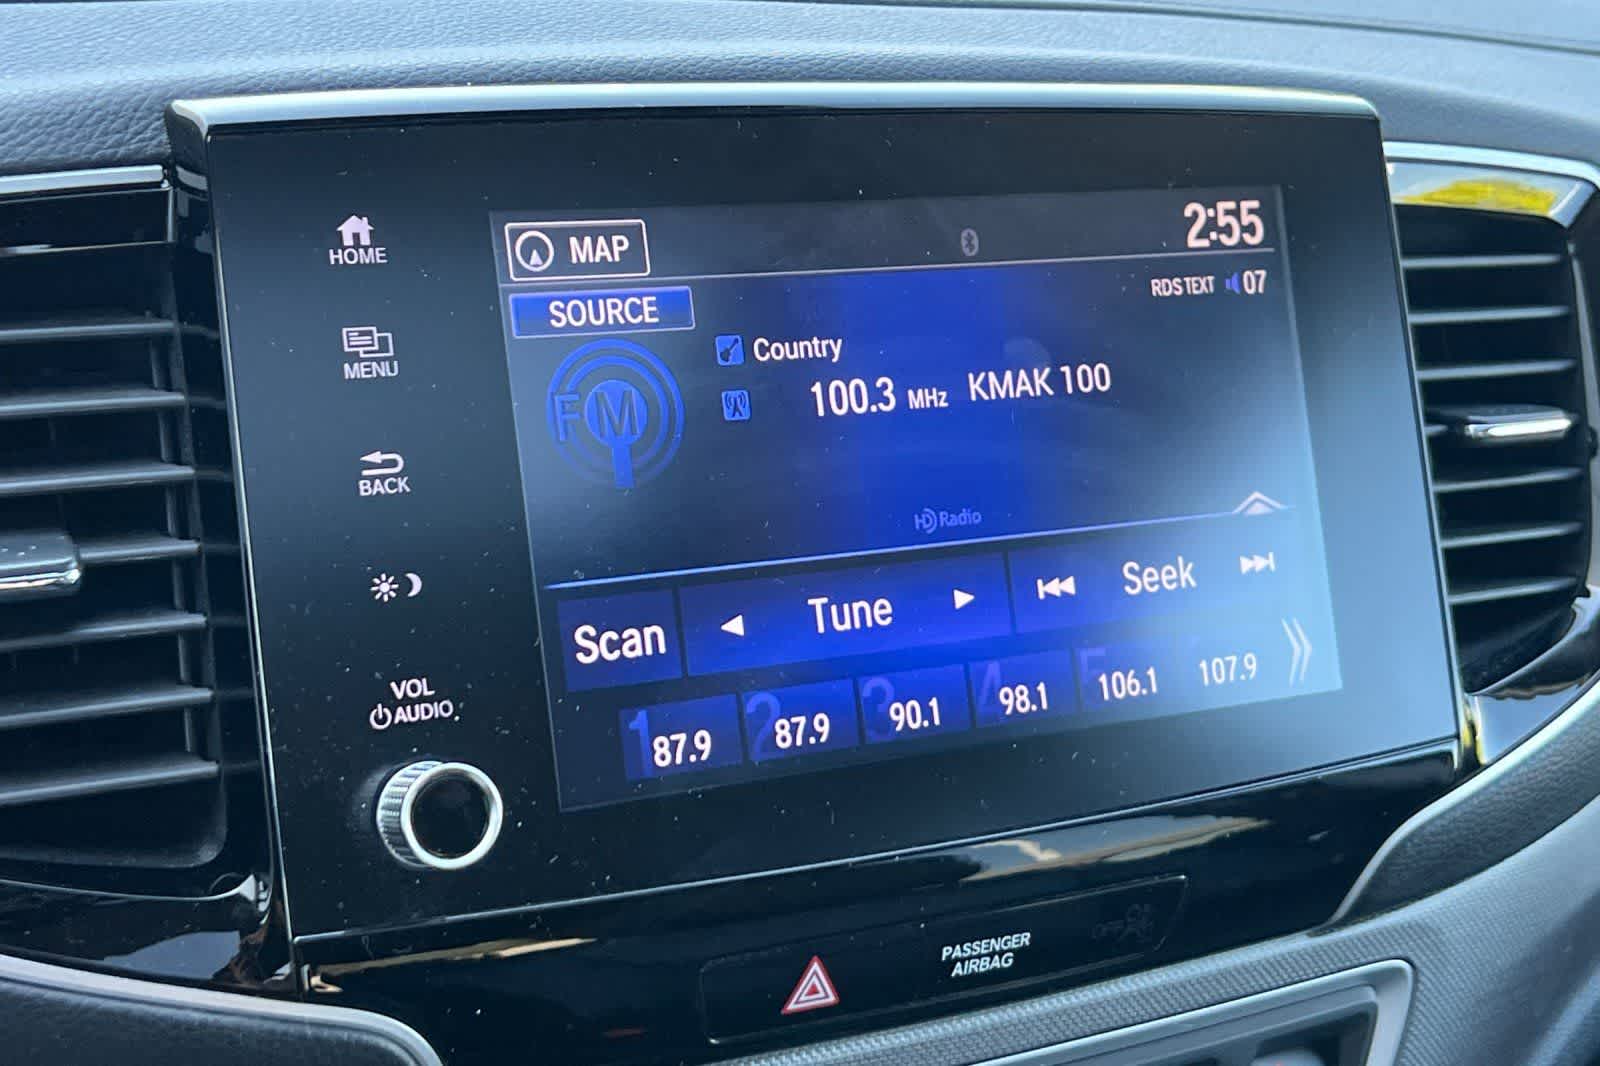 HOME
MENU
BACK
VOL
AUDIO
MAP
2:55
SOURCE
RDS TEXT 07
FM
Country
100.3 MHz KMAK 100
HD Radio
Scan Tune Seek
1 87.9 2 87.9 3 90.1 4 98.1 5 106.1 107.9
PASSENGER
AIRBAG